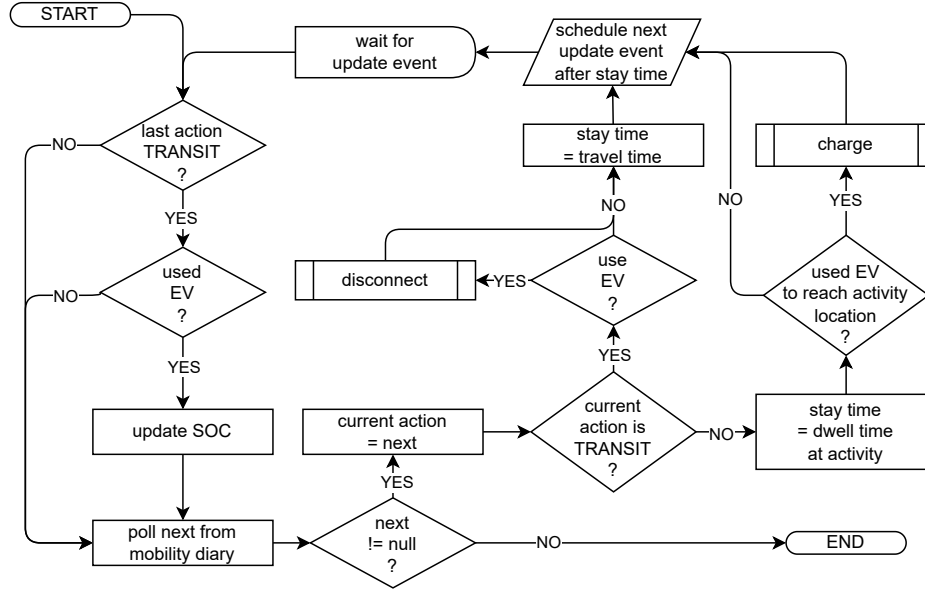 START
wait for
update event
schedule next
update event
after stay time
last action
TRANSIT
?
NO
YES
stay time
= travel time
charge
NO
YES
NO
used
EV
?
NO
YES
disconnect
YES
use
EV
?
YES
used EV
to reach activity
location
?
update SOC
current action
= next
current
action is
TRANSIT
?
NO
stay time
= dwell time
at activity
YES
poll next from
mobility diary
next
!= null
?
NO
END